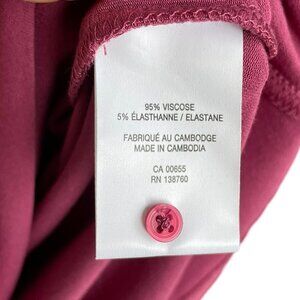 95% VISCOSE
5% ÉLASTHANNE / ELASTANE
FABRIQUÉ AU CAMBODGE
MADE IN CAMBODIA
CA 00655
RN 138760